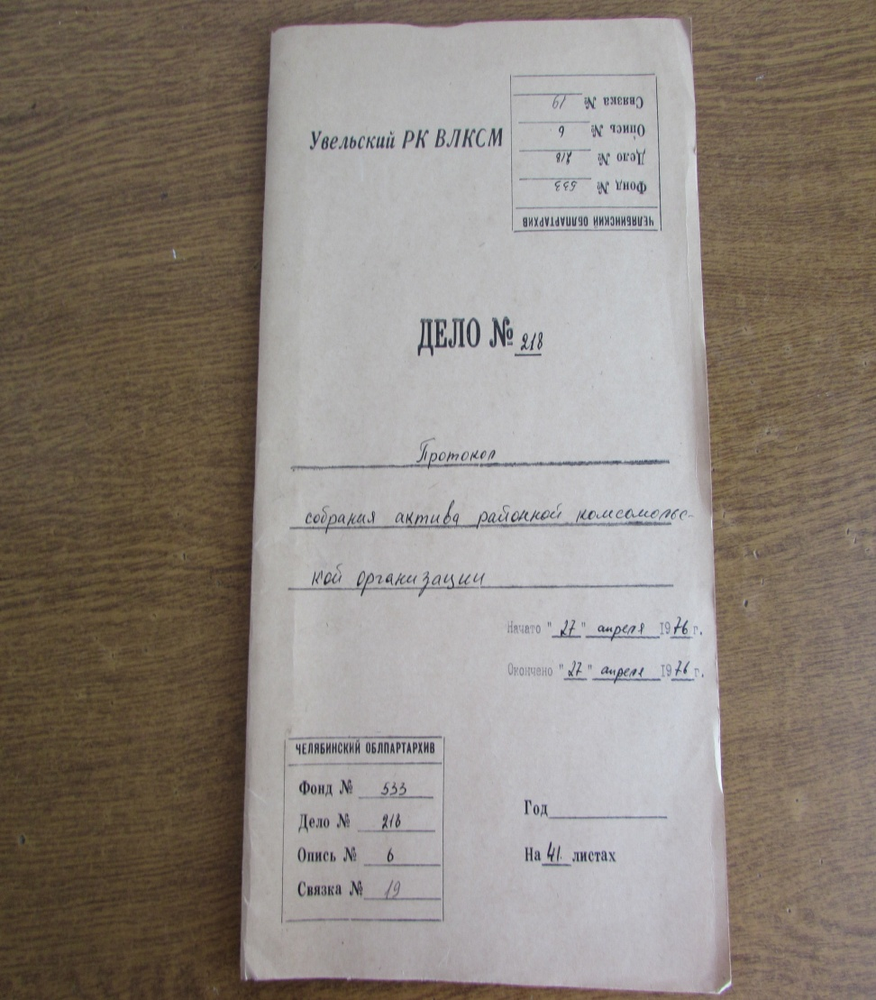 Увельский РК ВЛКСМ
ЧЕЛЯБИНСКИЙ ОБЛПАРТАРХИВ
Фонд № 533
Дело № 218
Опись № 6
Связка № 19
ДЕЛО № 218
Протокол
собрания актива районной комсомольс-
кой организации
Начато "27" апреля 1976 г.
Окончено "27" апреля 1976 г.
ЧЕЛЯБИНСКИЙ ОБЛПАРТАРХИВ
Фонд № 533
Дело № 218
Опись № 6
Связка № 19
Год
На 41 листах